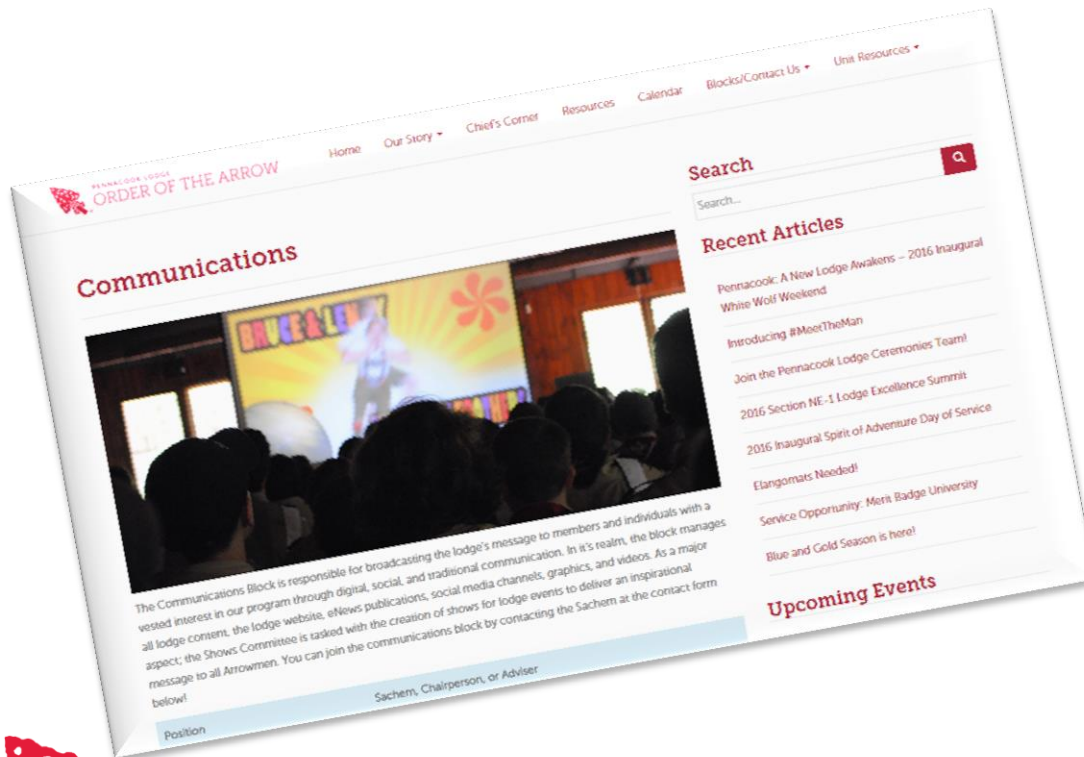 PENNACOOK LODGE
ORDER OF THE ARROW
Home Our Story Chief's Corner Resources Calendar Blocks/Contact Us Unit Resources
Communications
BRUCE & LE
The Communications Block is responsible for broadcasting the lodge's message to members and individuals with a
vested interest in our program through digital, social, and traditional communication. In it's realm, the block manages
all lodge content, the lodge website, eNews publications, social media channels, graphics, and videos. As a major
aspect; the Shows Committee is tasked with the creation of shows for lodge events to deliver an inspirational
message to all Arrowmen. You can join the communications block by contacting the Sachem at the contact form
below!
Position Sachem, Chairperson, or Adviser
Search
Search...
Recent Articles
Pennacook: A New Lodge Awakens – 2016 Inaugural
White Wolf Weekend
Introducing #MeetTheMan
Join the Pennacook Lodge Ceremonies Team!
2016 Section NE-1 Lodge Excellence Summit
2016 Inaugural Spirit of Adventure Day of Service
Elangomats Needed!
Service Opportunity: Merit Badge University
Blue and Gold Season is here!
Upcoming Events